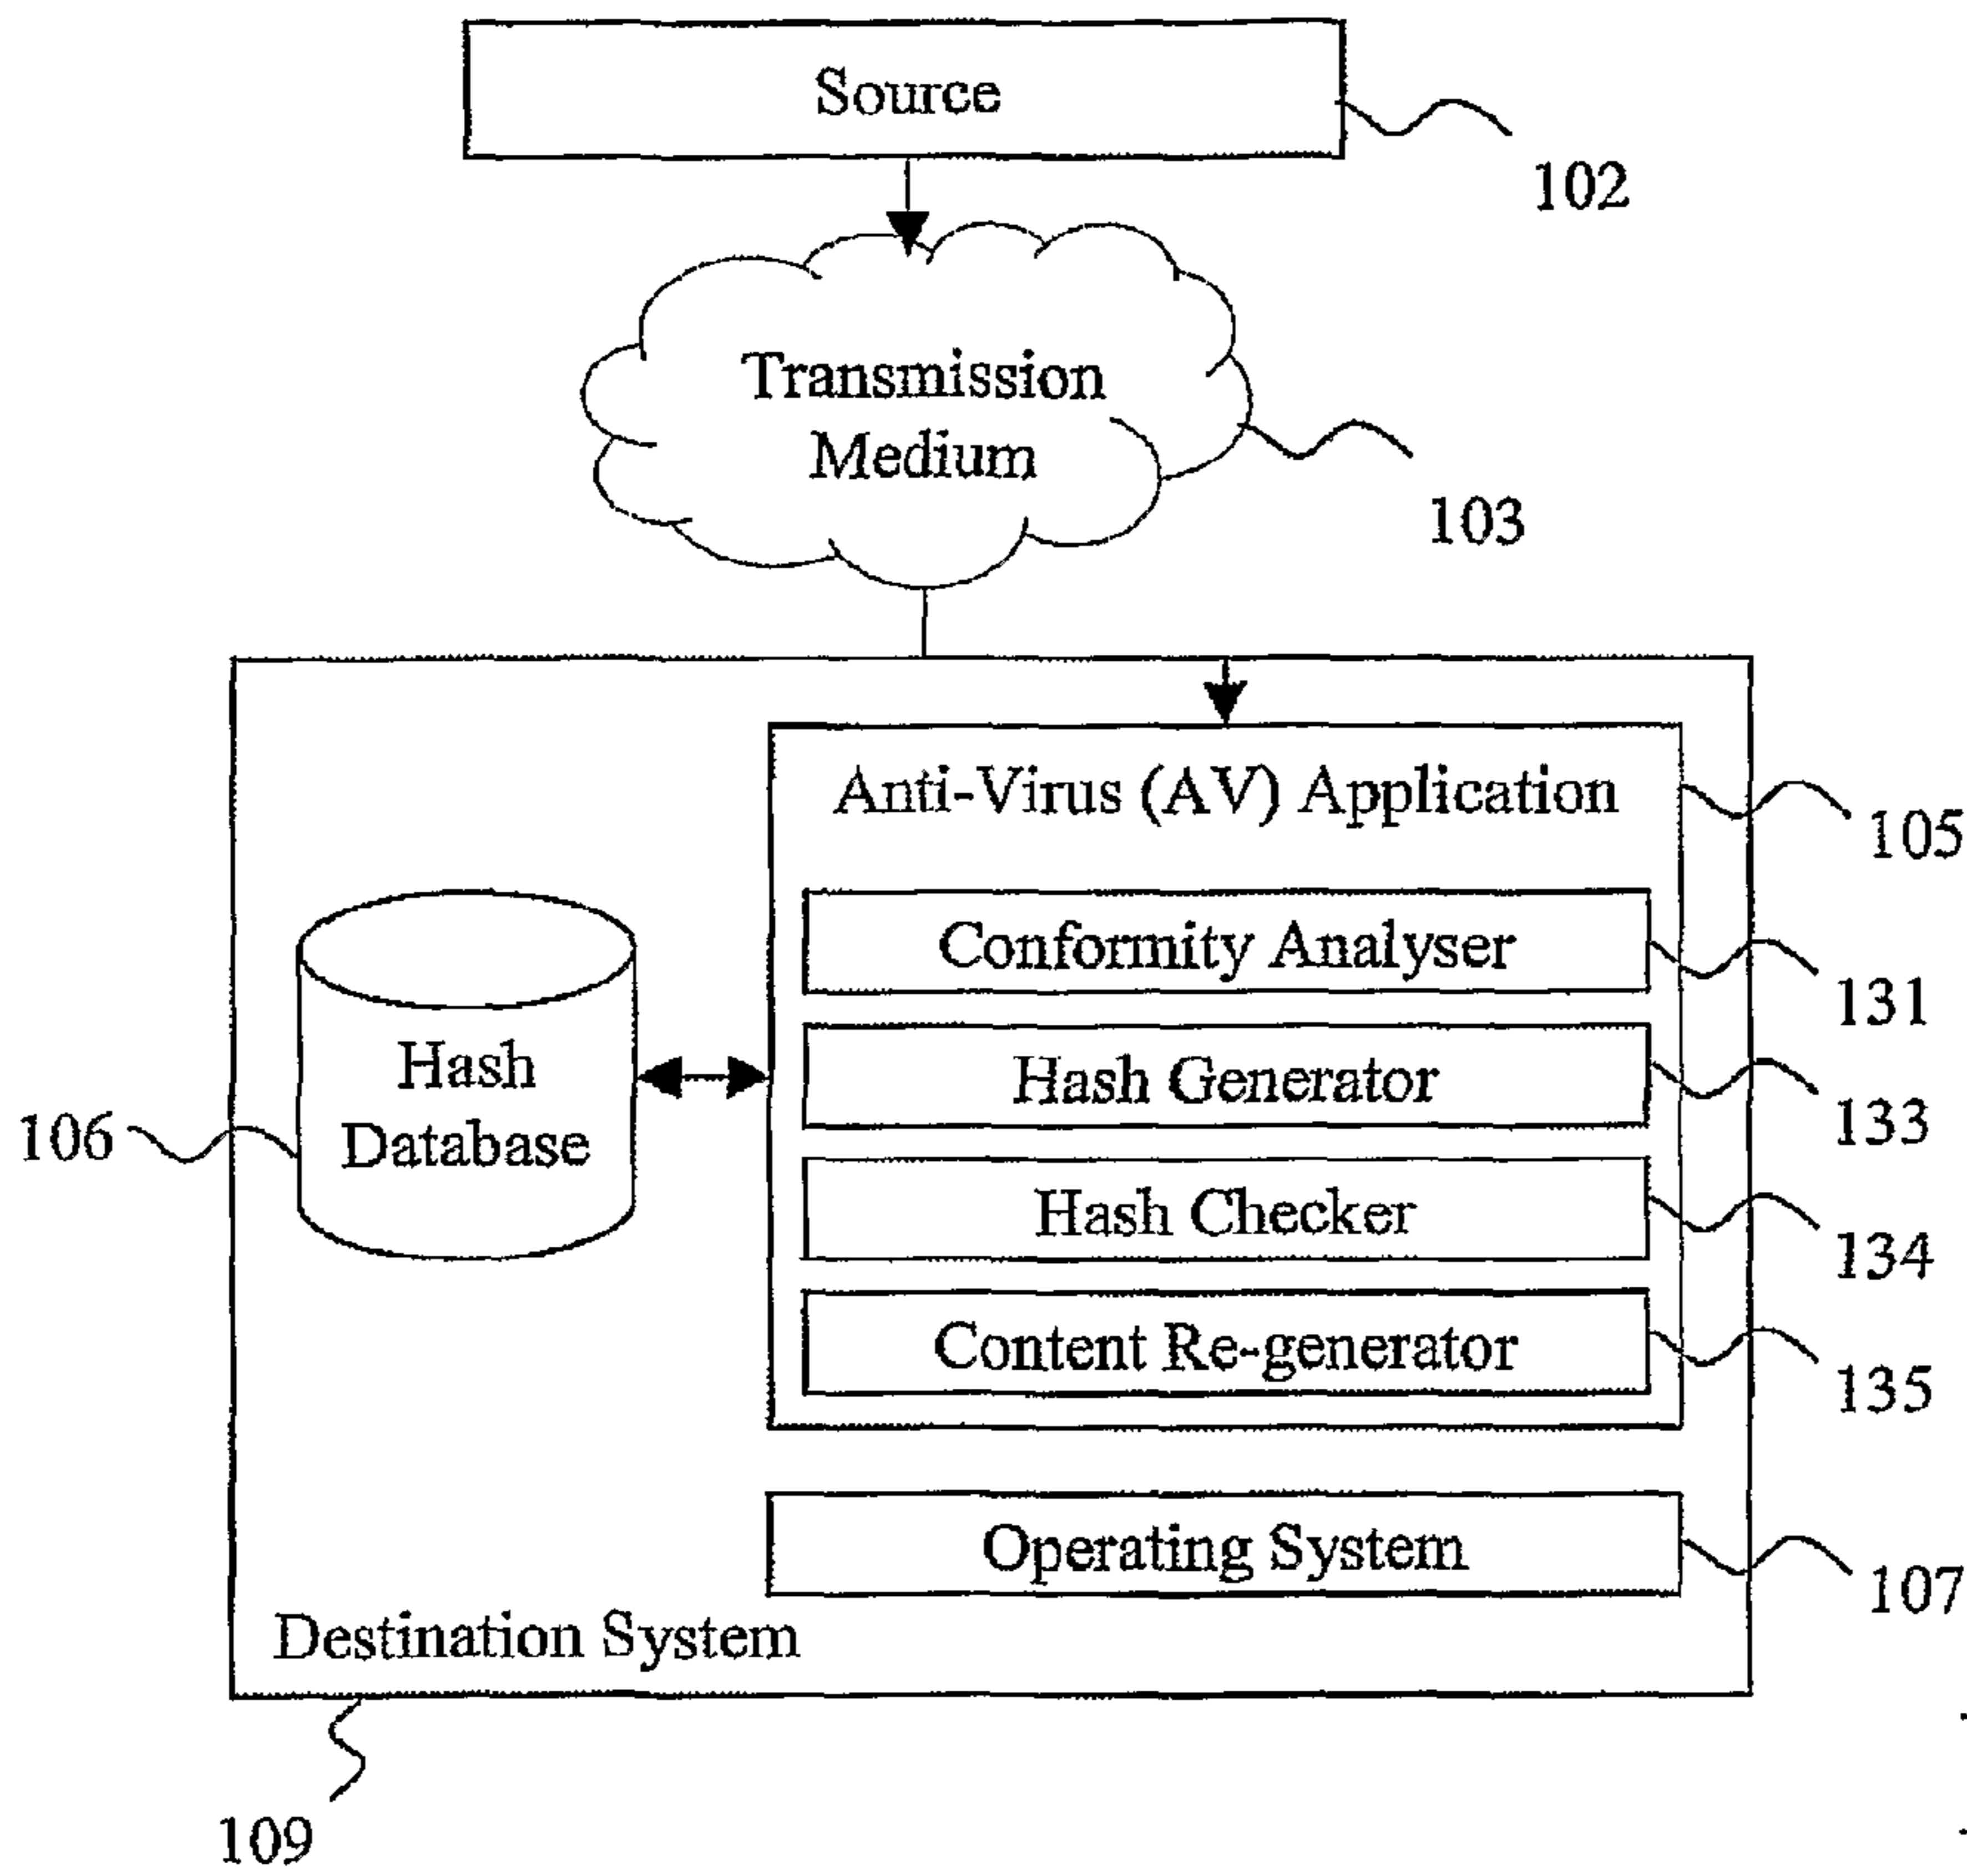 Source
102
Transmission
Medium
103
Anti-Virus (AV) Application
105
Conformity Analyser
131
Hash
Database
106
Hash Generator
133
Hash Checker
134
Content Re-generator
135
Operating System
107
Destination System
109